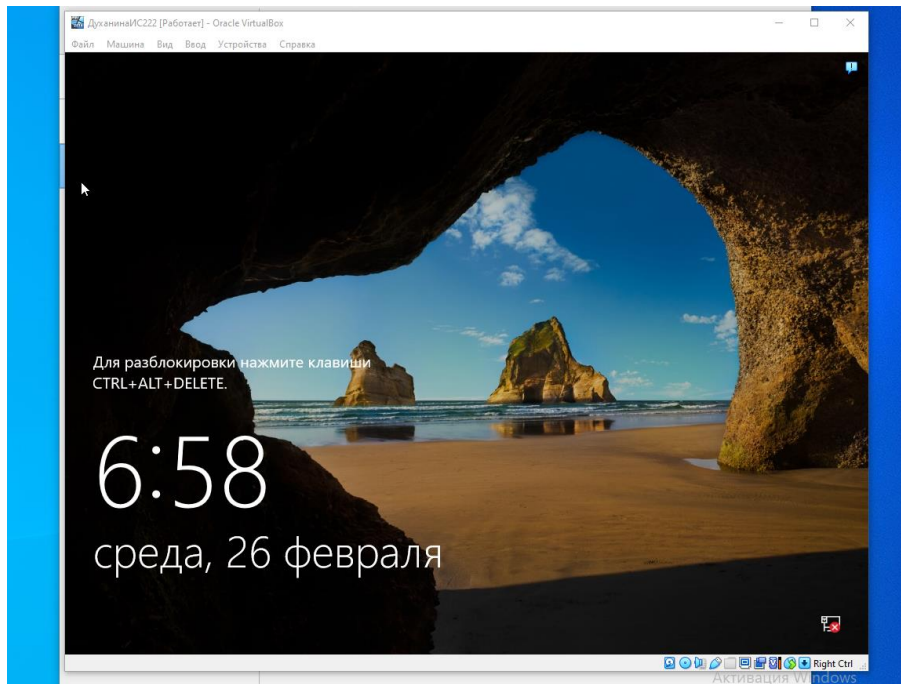 ДуханинаИС222 [Работает] - Oracle VirtualBox
Файл Машина Вид Ввод Устройства Справка
Для разблокировки нажмите клавиши
CTRL+ALT+DELETE.
6:58
среда, 26 февраля
Right Ctrl
Активация Windows